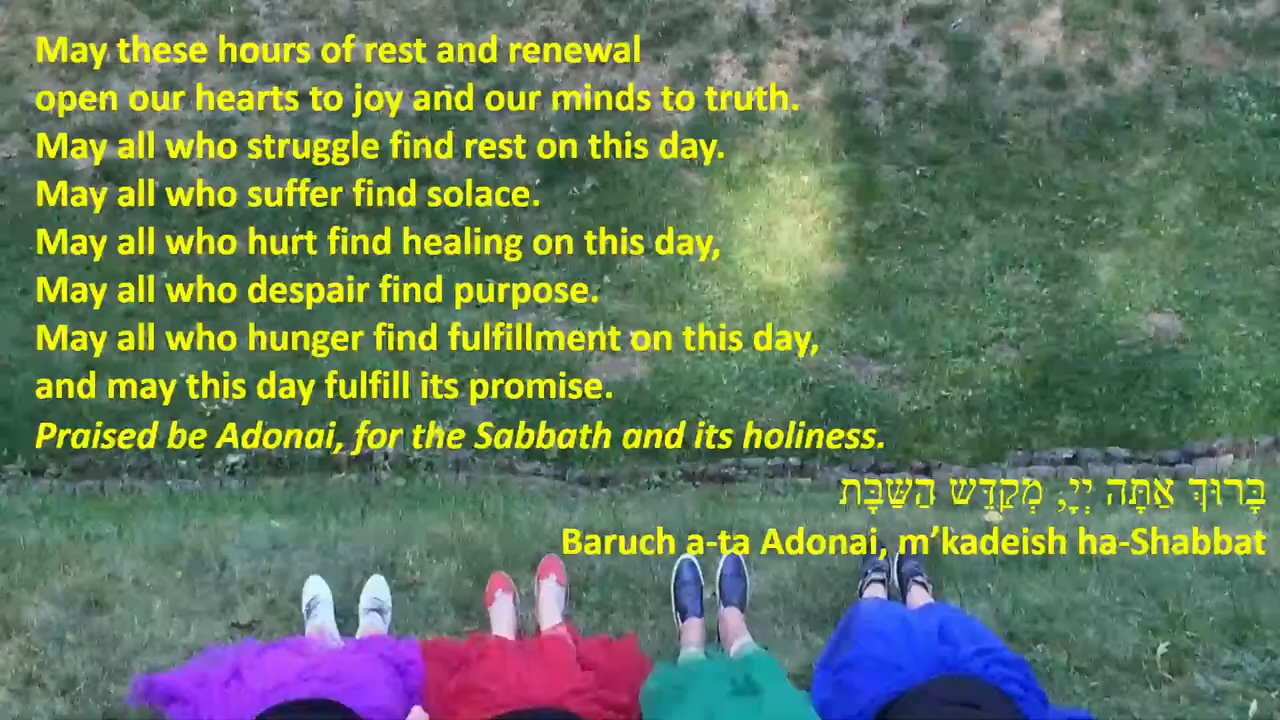 May these hours of rest and renewal
open our hearts to joy and our minds to truth.
May all who struggle find rest on this day.
May all who suffer find solace.
May all who hurt find healing on this day,
May all who despair find purpose.
May all who hunger find fulfillment on this day,
and may this day fulfill its promise.
Praised be Adonai, for the Sabbath and its holiness.
בָּרוּךְ אַתָּה יְיָ, מְקַדֵּשׁ הַשַּׁבָּת
Baruch a-ta Adonai, m’kadeish ha-Shabbat